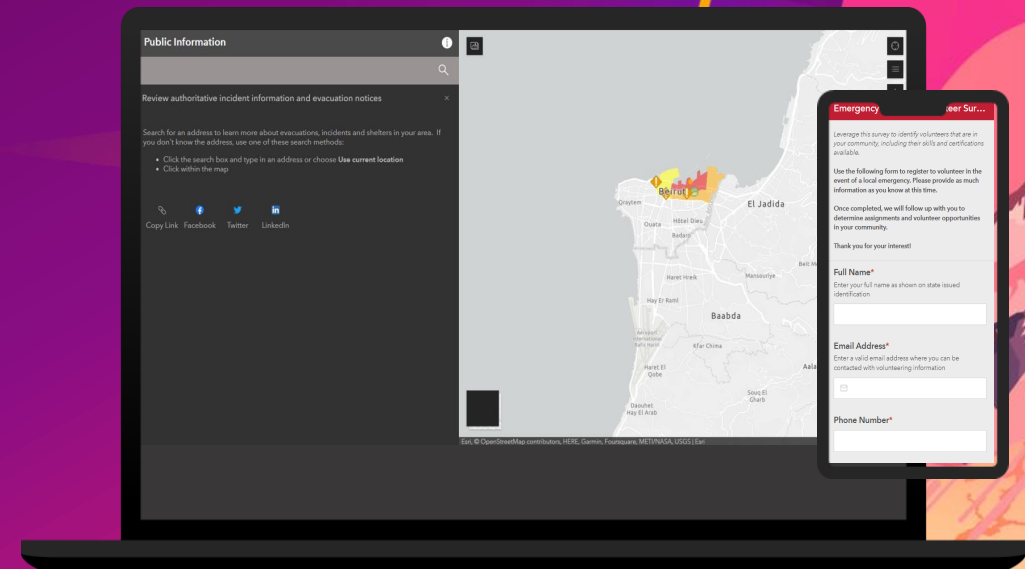 Public Information
Review authoritative incident information and evacuation notices
Search for an address to learn more about evacuations, incidents and shelters in your area. If
you don't know the address, use one of these search methods:
Click the search box and type in an address or choose Use current location
Click within the map
Copy Link Facebook Twitter LinkedIn
Beirut
El Jadida
Qraytem
Ouata
Hôtel Dieu
Badaro
Haret Hreik
Mansouriye
Hay Er Raml
Baabda
Kfar Chima
Haret El
Qobe
Souq El
Gharb
Daouhet
Hay El Arab
Esri, © OpenStreetMap contributors, HERE, Garmin, Foursquare, METI/NASA, USGS | Esri
Emergency
Leverage this survey to identify volunteers that are in
your community, including their skills and certifications
available.
Use the following form to register to volunteer in the
event of a local emergency. Please provide as much
information as you know at this time.
Once completed, we will follow up with you to
determine assignments and volunteer opportunities
in your community.
Thank you for your interest!
Full Name*
Enter your full name as shown on state issued
identification
Email Address*
Enter a valid email address where you can be
contacted with volunteering information
Phone Number*